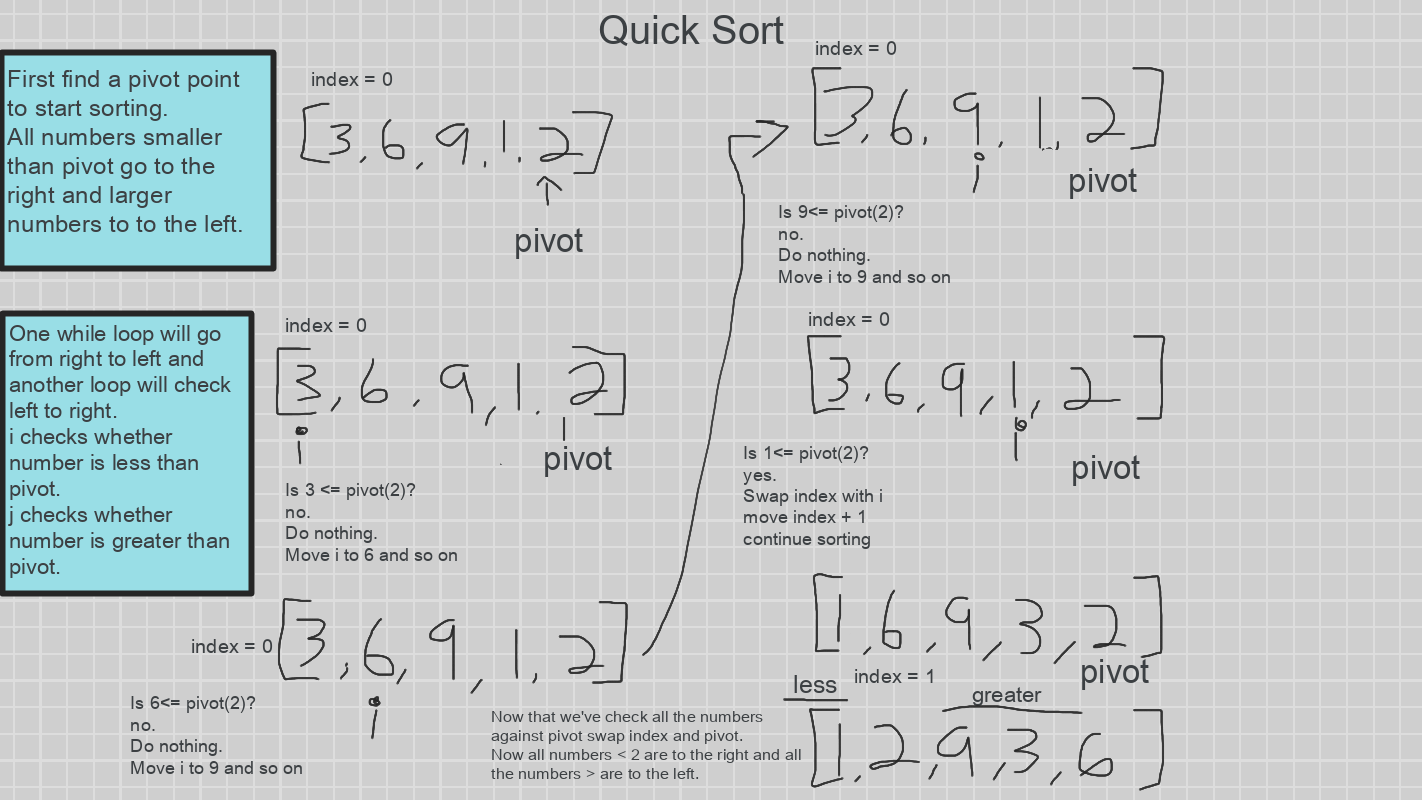 Quick Sort
First find a pivot point
to start sorting.
All numbers smaller
than pivot go to the
right and larger
numbers to to the left.
index = 0
[3, 6, 9, 1, 2]
pivot
One while loop will go
from right to left and
another loop will check
left to right.
i checks whether
number is less than
pivot.
j checks whether
number is greater than
pivot.
index = 0
[3, 6, 9, 1, 2]
i
pivot
Is 3 <= pivot(2)?
no.
Do nothing.
Move i to 6 and so on
index = 0
[3, 6, 9, 1, 2]
i
Is 6<= pivot(2)?
no.
Do nothing.
Move i to 9 and so on
index = 0
[3, 6, 9, 1, 2]
i
pivot
Is 9<= pivot(2)?
no.
Do nothing.
Move i to 9 and so on
index = 0
[3, 6, 9, 1, 2]
i
pivot
Is 1<= pivot(2)?
yes.
Swap index with i
move index + 1
continue sorting
[1, 6, 9, 3, 2]
index = 1
pivot
Now that we've check all the numbers
against pivot swap index and pivot.
Now all numbers < 2 are to the right and all
the numbers > are to the left.
less
greater
[1, 2, 9, 3, 6]